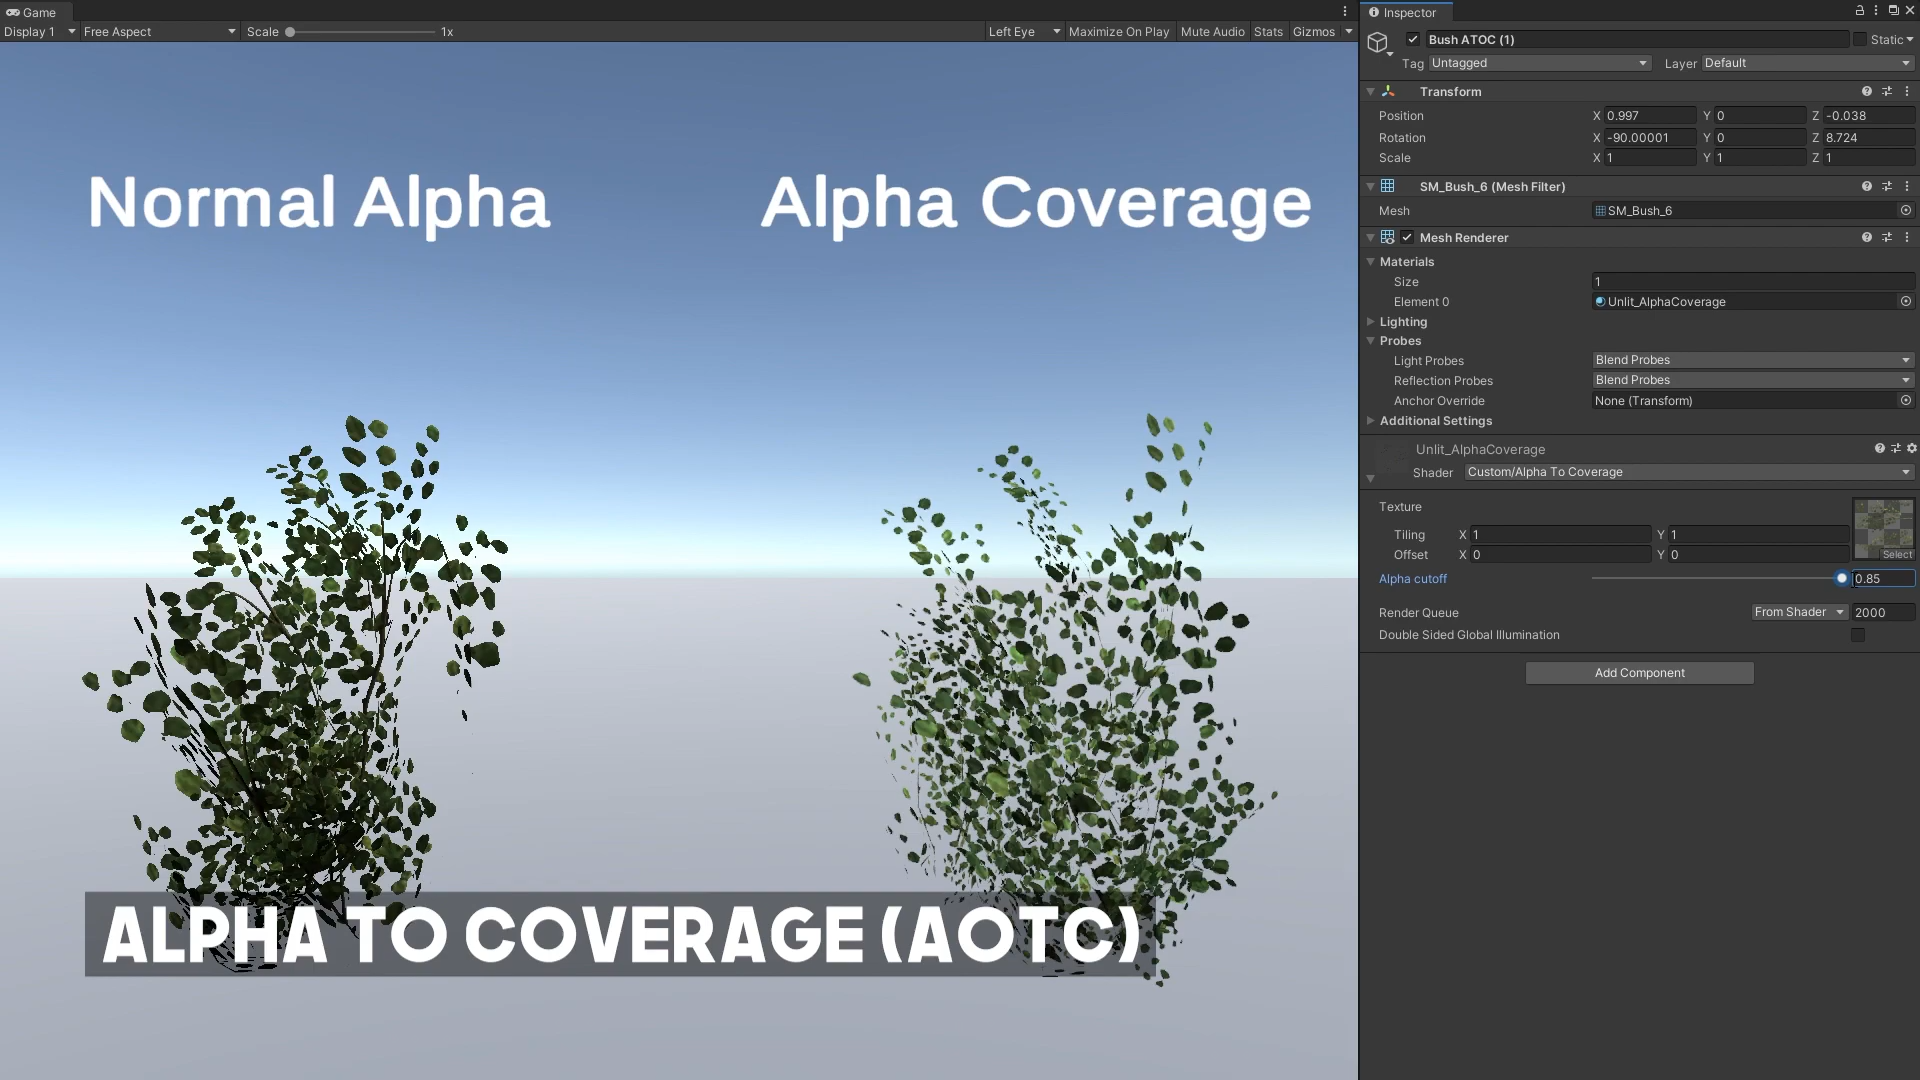 Game
Display 1 Free Aspect Scale 1x Left Eye Maximize On Play Mute Audio Stats Gizmos
Normal Alpha Alpha Coverage
ALPHA TO COVERAGE (AOTC)
Inspector
Bush ATOC (1) Static
Tag Untagged Layer Default
Transform
Position X 0.997 Y 0 Z -0.038
Rotation X -90.00001 Y 0 Z 8.724
Scale X 1 Y 1 Z 1
SM_Bush_6 (Mesh Filter)
Mesh SM_Bush_6
Mesh Renderer
Materials
Size 1
Element 0 Unlit_AlphaCoverage
Lighting
Probes
Light Probes Blend Probes
Reflection Probes Blend Probes
Anchor Override None (Transform)
Additional Settings
Unlit_AlphaCoverage
Shader Custom/Alpha To Coverage
Texture
Tiling X 1 Y 1
Offset X 0 Y 0 Select
Alpha cutoff 0.85
Render Queue From Shader 2000
Double Sided Global Illumination
Add Component